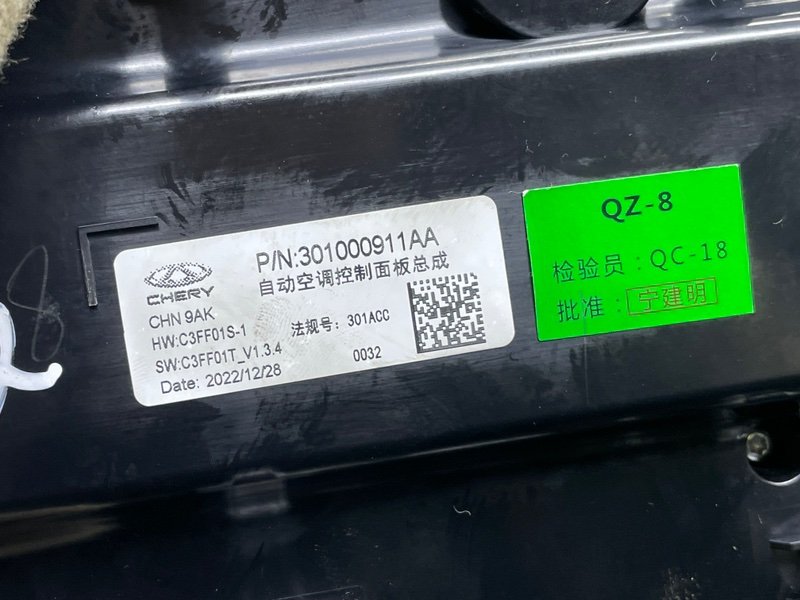 P/N:301000911AA
自动空调控制面板总成
CHERY
CHN 9AK
HW:C3FF01S-1
法规号：301ACC
SW:C3FF01T_V1.3.4
0032
Date: 2022/12/28
QZ-8
检验员：QC-18
批准：宁建明
8